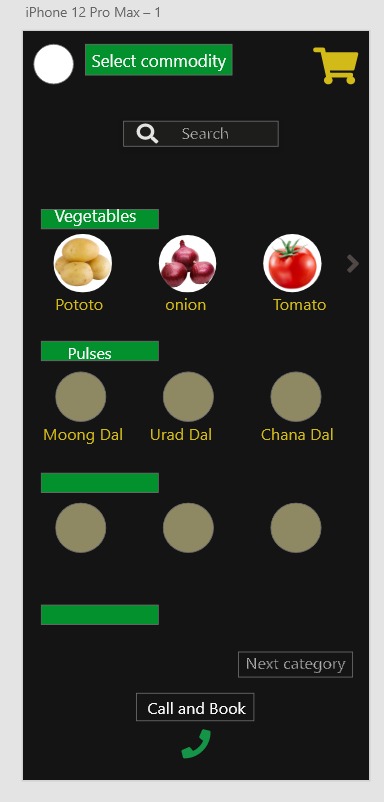 iPhone 12 Pro Max – 1
Select commodity
Search
Vegetables
Pototo onion Tomato
Pulses
Moong Dal Urad Dal Chana Dal
Next category
Call and Book